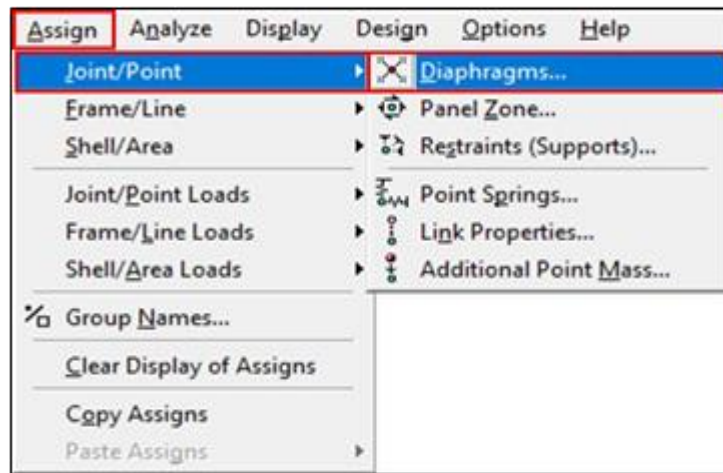 Assign Analyze Display Design Options Help
Joint/Point
Frame/Line
Shell/Area
Joint/Point Loads
Frame/Line Loads
Shell/Area Loads
Group Names...
Clear Display of Assigns
Copy Assigns
Paste Assigns
Diaphragms...
Panel Zone...
Restraints (Supports)...
Point Springs...
Link Properties...
Additional Point Mass...